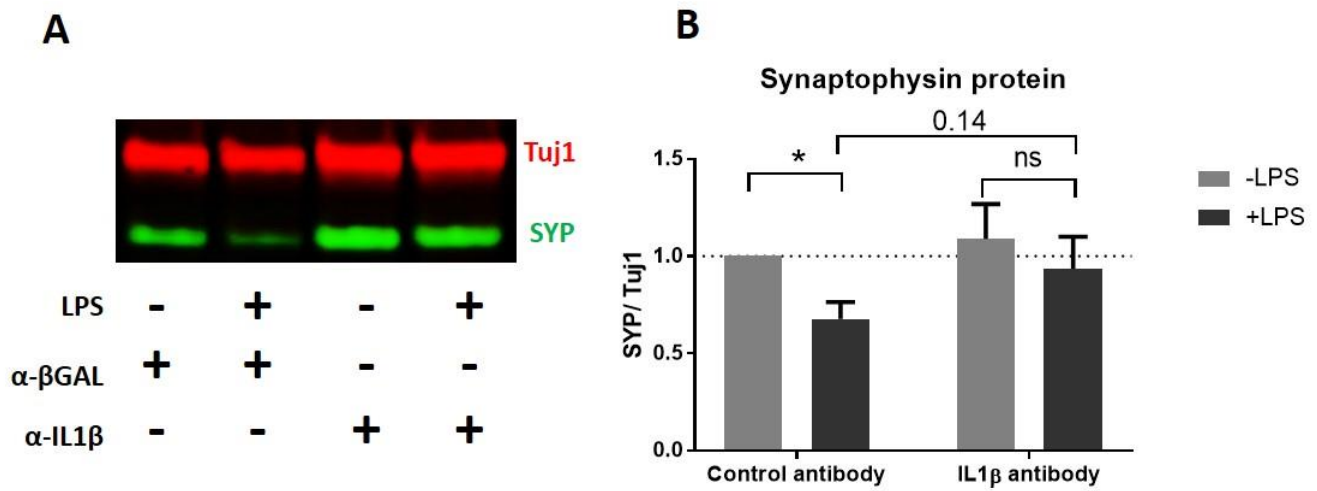 A
Tuj1
SYP
LPS - + - +
α-βGAL + + - -
α-IL1β - - + +
B
Synaptophysin protein
0.14
* ns
-LPS
+LPS
SYP/ Tuj1
1.5
1.0
0.5
0.0
Control antibody IL1β antibody